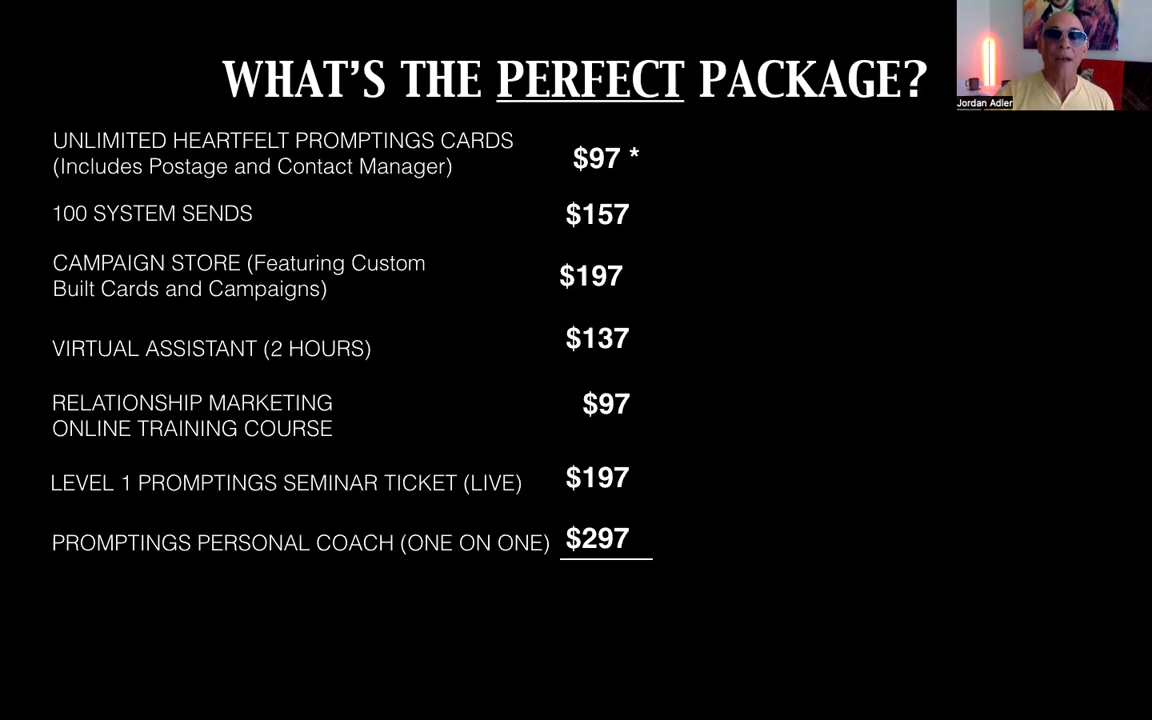 WHAT'S THE PERFECT PACKAGE?
Jordan Adler
UNLIMITED HEARTFELT PROMPTINGS CARDS
(Includes Postage and Contact Manager)
$97 *
100 SYSTEM SENDS
$157
CAMPAIGN STORE (Featuring Custom
Built Cards and Campaigns)
$197
VIRTUAL ASSISTANT (2 HOURS)
$137
RELATIONSHIP MARKETING
ONLINE TRAINING COURSE
$97
LEVEL 1 PROMPTINGS SEMINAR TICKET (LIVE)
$197
PROMPTINGS PERSONAL COACH (ONE ON ONE)
$297